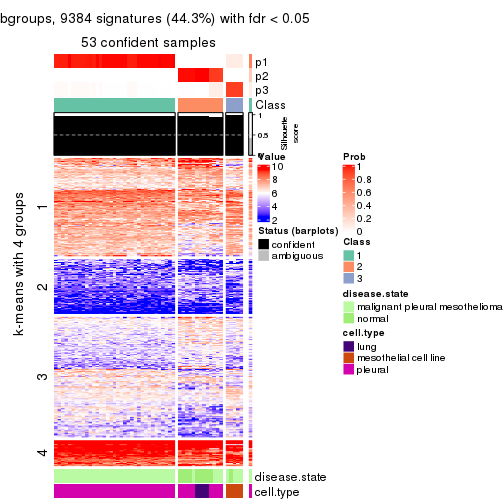 bgroups, 9384 signatures (44.3%) with fdr < 0.05
53 confident samples
p1
p2
p3
Class
1
0.5
0
Silhouette
score
k-means with 4 groups
1
2
3
4
disease.state
cell.type
Value
10
8
6
4
2
Status (barplots)
confident
ambiguous
Prob
1
0.8
0.6
0.4
0.2
0
Class
1
2
3
disease.state
malignant pleural mesothelioma
normal
cell.type
lung
mesothelial cell line
pleural